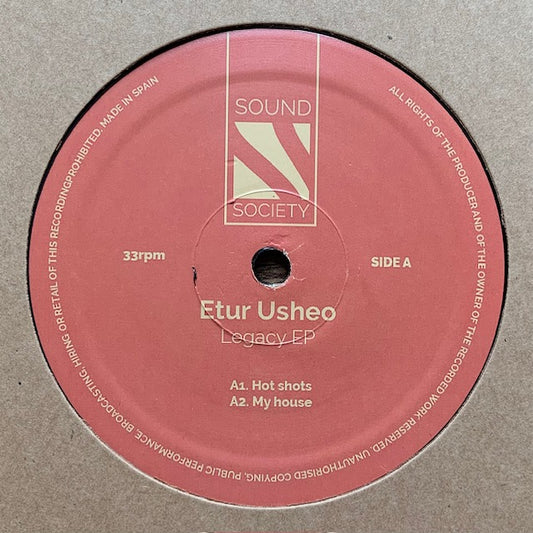 SOUND
SOCIETY
33rpm
SIDE A
Etur Usheo
Legacy EP
A1. Hot shots
A2. My house
ALL RIGHTS OF THE PRODUCER AND OF THE OWNER OF THE RECORDED WORK RESERVED. UNAUTHORISED COPYING, PUBLIC PERFORMANCE, BROADCASTING, HIRING OR RETAIL OF THIS RECORDINGPROHIBITED. MADE IN SPAIN